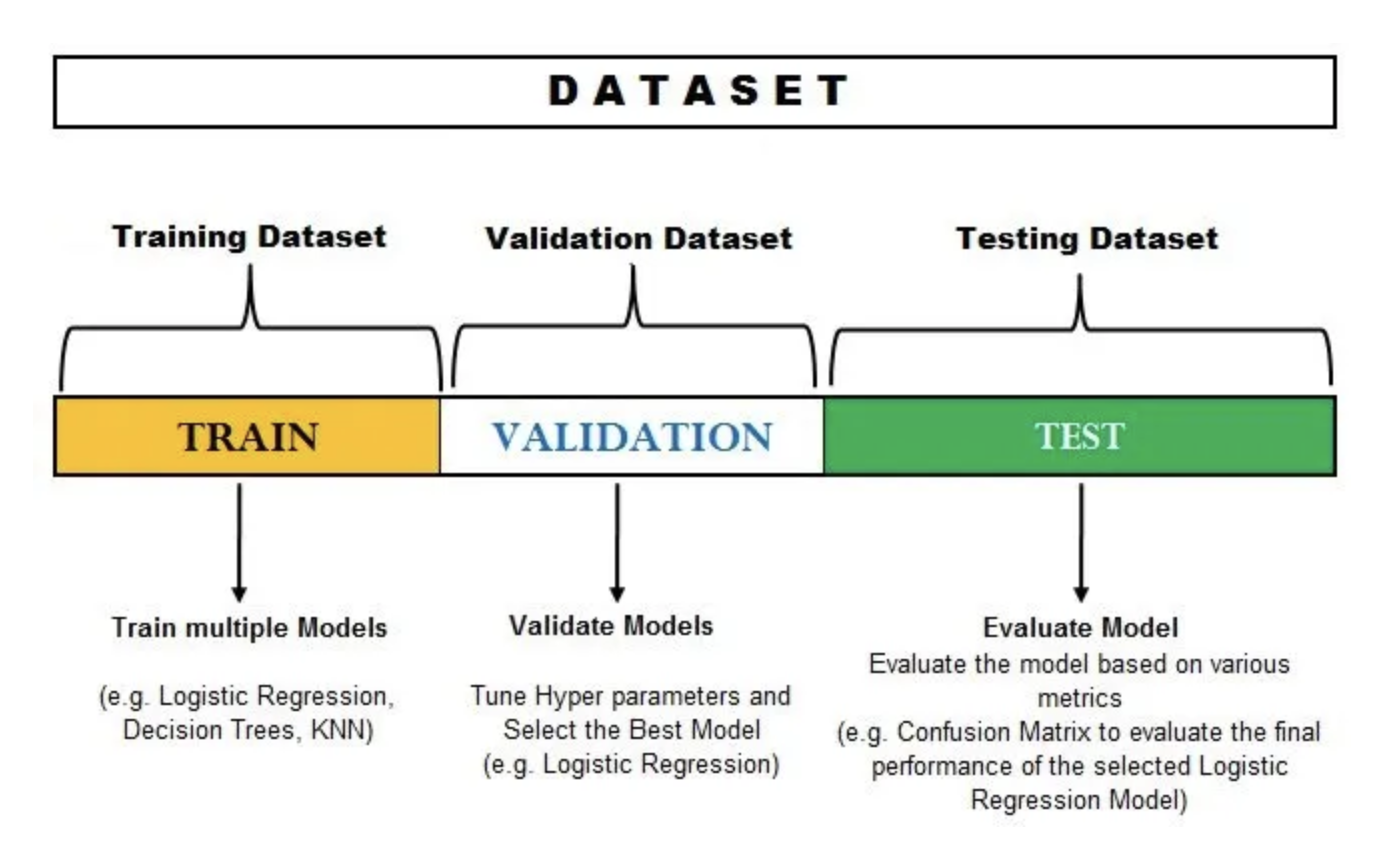 DATASET
Training Dataset
Validation Dataset
Testing Dataset
TRAIN
VALIDATION
TEST
Train multiple Models
(e.g. Logistic Regression,
Decision Trees, KNN)
Validate Models
Tune Hyper parameters and
Select the Best Model
(e.g. Logistic Regression)
Evaluate Model
Evaluate the model based on various
metrics
(e.g. Confusion Matrix to evaluate the final
performance of the selected Logistic
Regression Model)